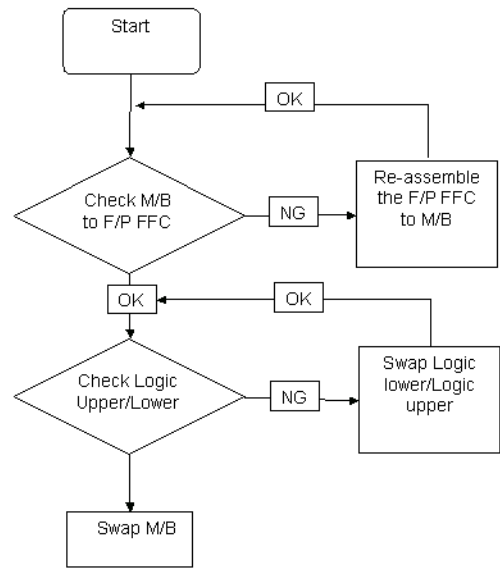 Start
OK
Check M/B
to F/P FFC
NG
Re-assemble
the F/P FFC
to M/B
OK
OK
Check Logic
Upper/Lower
NG
Swap Logic
lower/Logic
upper
Swap M/B